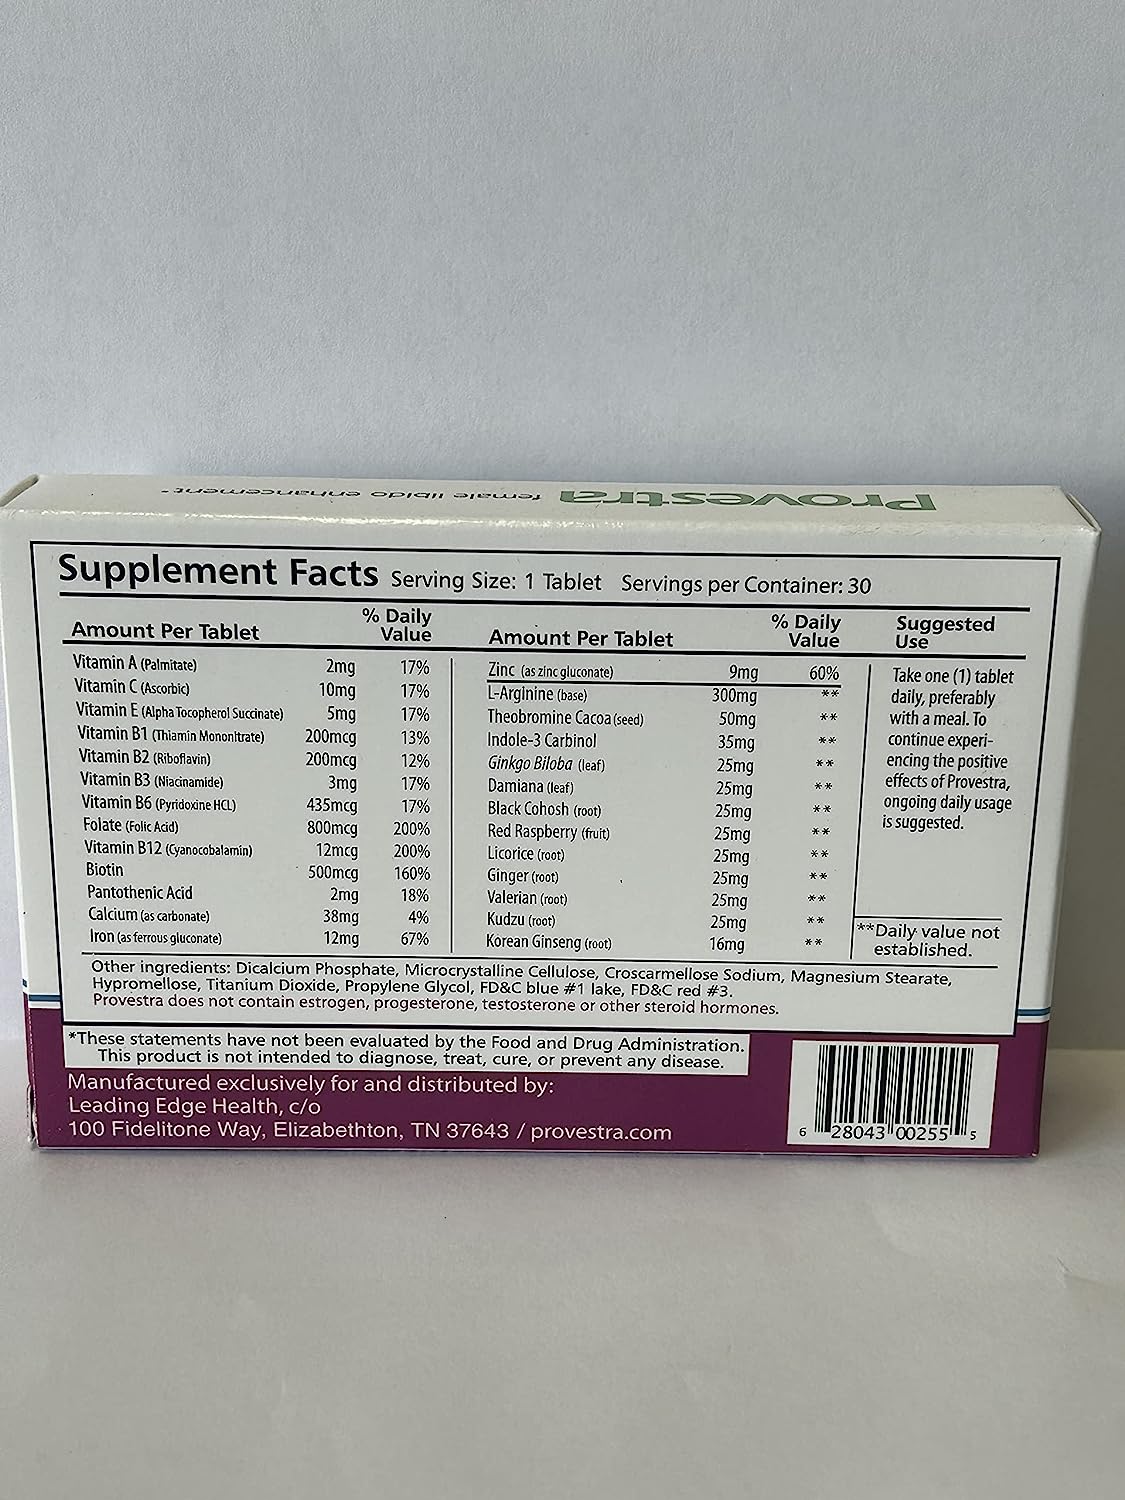 Provestra female libido enhancement*
Supplement Facts Serving Size: 1 Tablet Servings per Container: 30
Amount Per Tablet % Daily Value
Vitamin A (Palmitate) 2mg 17%
Vitamin C (Ascorbic) 10mg 17%
Vitamin E (Alpha Tocopherol Succinate) 5mg 17%
Vitamin B1 (Thiamin Mononitrate) 200mcg 13%
Vitamin B2 (Riboflavin) 200mcg 12%
Vitamin B3 (Niacinamide) 3mg 17%
Vitamin B6 (Pyridoxine HCL) 435mcg 17%
Folate (Folic Acid) 800mcg 200%
Vitamin B12 (Cyanocobalamin) 12mcg 200%
Biotin 500mcg 160%
Pantothenic Acid 2mg 18%
Calcium (as carbonate) 38mg 4%
Iron (as ferrous gluconate) 12mg 67%
Amount Per Tablet % Daily Value
Zinc (as zinc gluconate) 9mg 60%
L-Arginine (base) 300mg **
Theobromine Cacoa (seed) 50mg **
Indole-3 Carbinol 35mg **
Ginkgo Biloba (leaf) 25mg **
Damiana (leaf) 25mg **
Black Cohosh (root) 25mg **
Red Raspberry (fruit) 25mg **
Licorice (root) 25mg **
Ginger (root) 25mg **
Valerian (root) 25mg **
Kudzu (root) 25mg **
Korean Ginseng (root) 16mg **
Suggested
Use
Take one (1) tablet
daily, preferably
with a meal. To
continue experi-
encing the positive
effects of Provestra,
ongoing daily usage
is suggested.
**Daily value not
established.
Other ingredients: Dicalcium Phosphate, Microcrystalline Cellulose, Croscarmellose Sodium, Magnesium Stearate,
Hypromellose, Titanium Dioxide, Propylene Glycol, FD&C blue #1 lake, FD&C red #3.
Provestra does not contain estrogen, progesterone, testosterone or other steroid hormones.
*These statements have not been evaluated by the Food and Drug Administration.
This product is not intended to diagnose, treat, cure, or prevent any disease.
Manufactured exclusively for and distributed by:
Leading Edge Health, c/o
100 Fidelitone Way, Elizabethton, TN 37643 / provestra.com
6 28043 00255 5